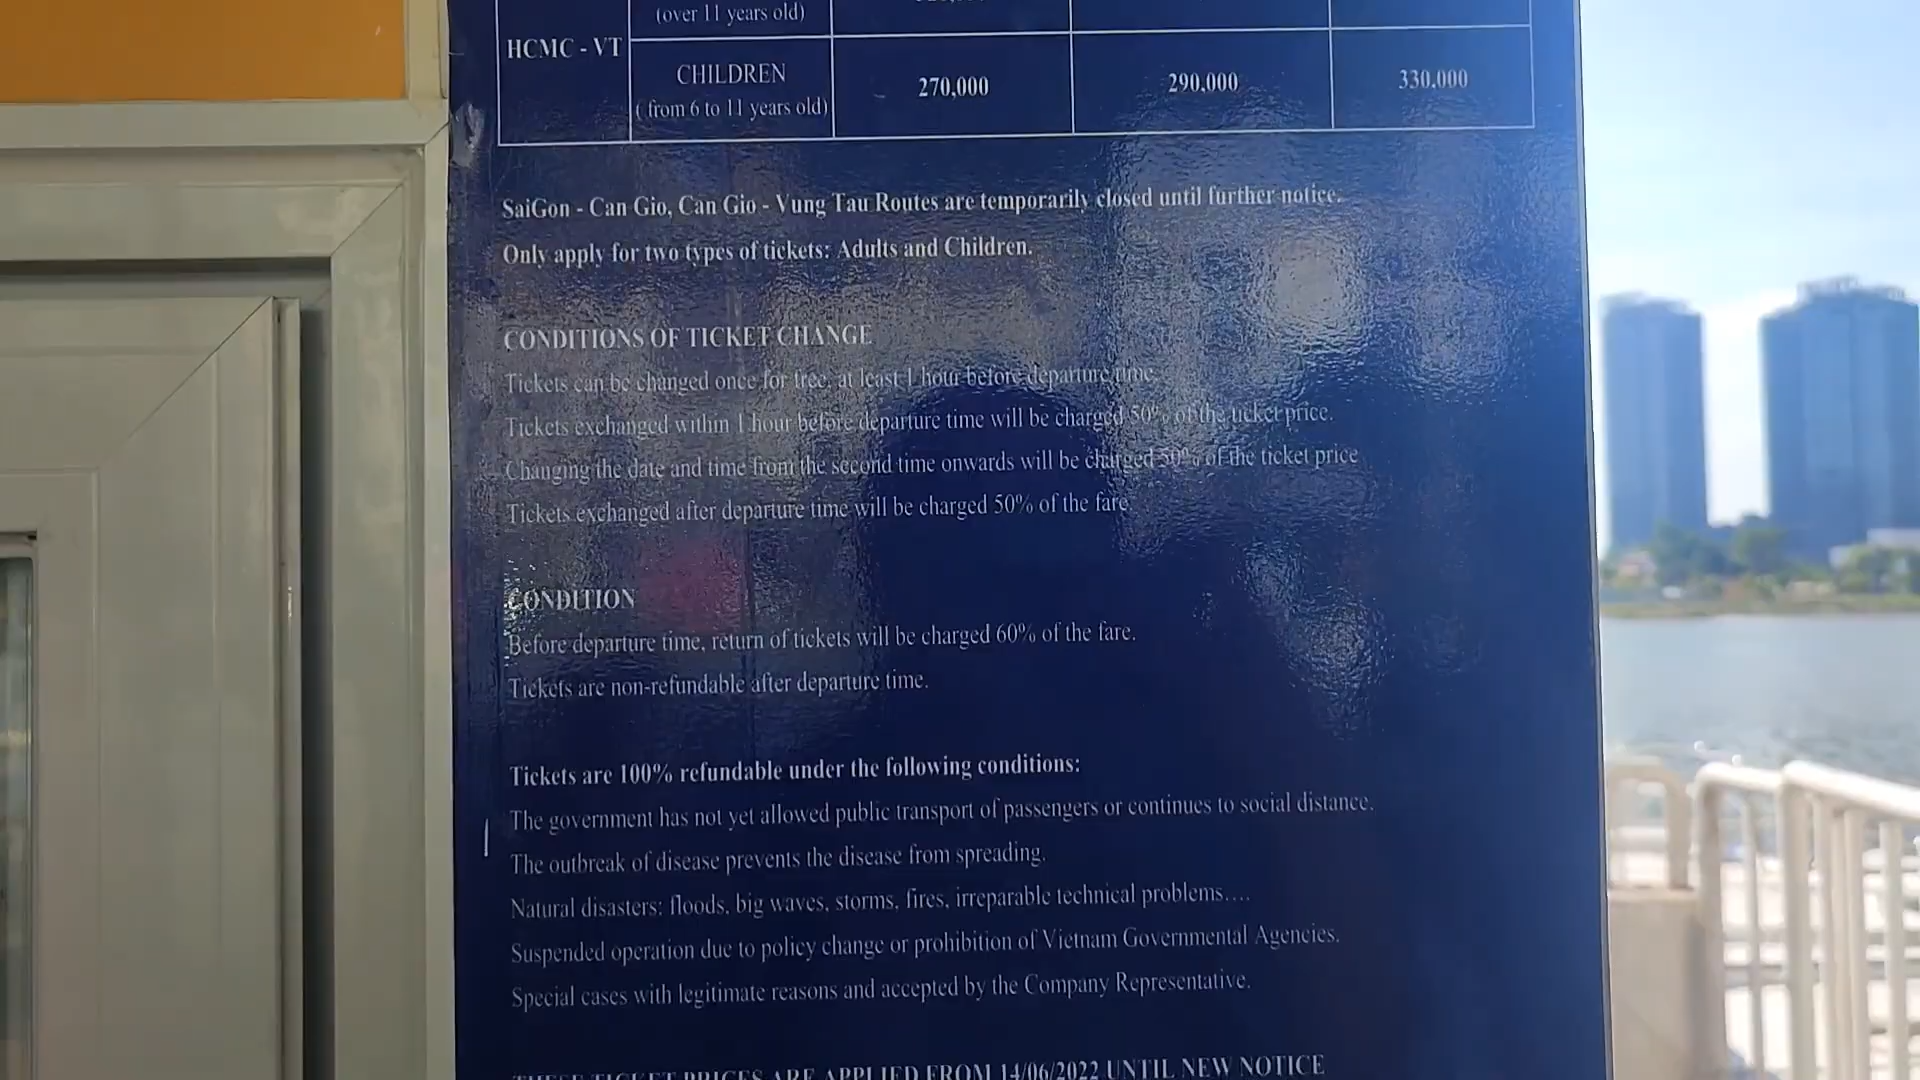 (over 11 years old)
HCMC - VT
CHILDREN
( from 6 to 11 years old)
270,000
290,000
330,000
SaiGon - Can Gio, Can Gio - Vung Tau Routes are temporarily closed until further notice.
Only apply for two types of tickets: Adults and Children.
CONDITIONS OF TICKET CHANGE
Tickets can be changed once for free, at least 1 hour before departure time.
Tickets exchanged within 1 hour before departure time will be charged 50% of the ticket price.
Changing the date and time from the second time onwards will be charged 50% of the ticket price
Tickets exchanged after departure time will be charged 50% of the fare.
CONDITION
Before departure time, return of tickets will be charged 60% of the fare.
Tickets are non-refundable after departure time.
Tickets are 100% refundable under the following conditions:
The government has not yet allowed public transport of passengers or continues to social distance.
The outbreak of disease prevents the disease from spreading.
Natural disasters: floods, big waves, storms, fires, irreparable technical problems….
Suspended operation due to policy change or prohibition of Vietnam Governmental Agencies.
Special cases with legitimate reasons and accepted by the Company Representative.
THESE TICKET PRICES ARE APPLIED FROM 14/06/2022 UNTIL NEW NOTICE